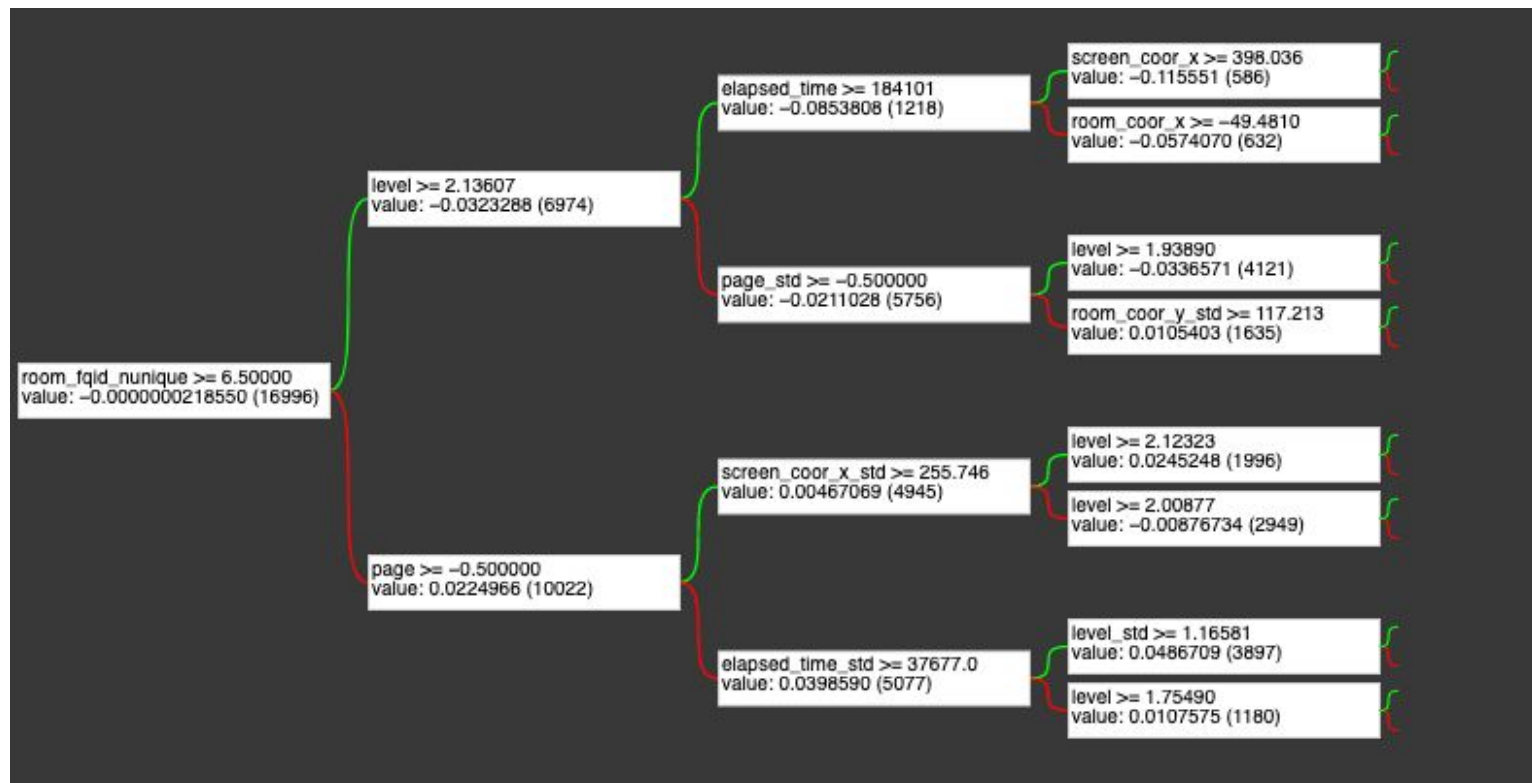 screen_coor_x >= 398.036
value: −0.115551 (586)
elapsed_time >= 184101
value: −0.0853808 (1218)
room_coor_x >= −49.4810
value: −0.0574070 (632)
level >= 2.13607
value: −0.0323288 (6974)
level >= 1.93890
value: −0.0336571 (4121)
page_std >= −0.500000
value: −0.0211028 (5756)
room_coor_y_std >= 117.213
value: 0.0105403 (1635)
room_fqid_nunique >= 6.50000
value: −0.0000000218550 (16996)
level >= 2.12323
value: 0.0245248 (1996)
screen_coor_x_std >= 255.746
value: 0.00467069 (4945)
level >= 2.00877
value: −0.00876734 (2949)
page >= −0.500000
value: 0.0224966 (10022)
level_std >= 1.16581
value: 0.0486709 (3897)
elapsed_time_std >= 37677.0
value: 0.0398590 (5077)
level >= 1.75490
value: 0.0107575 (1180)